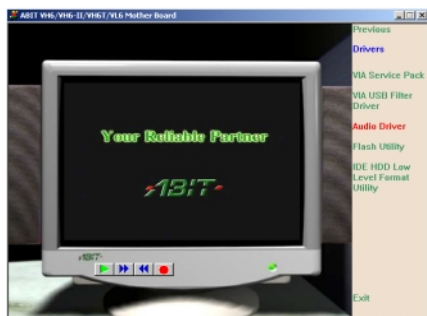 ABIT VH6/VH6-II/VH6T/VL6 Mother Board
Previous
Drivers
VIA Service Pack
VIA USB Filter
Driver
Audio Driver
Flash Utility
IDE HDD Low
Level Format
Utility
Exit
Your Reliable Partner
ABIT
ABIT